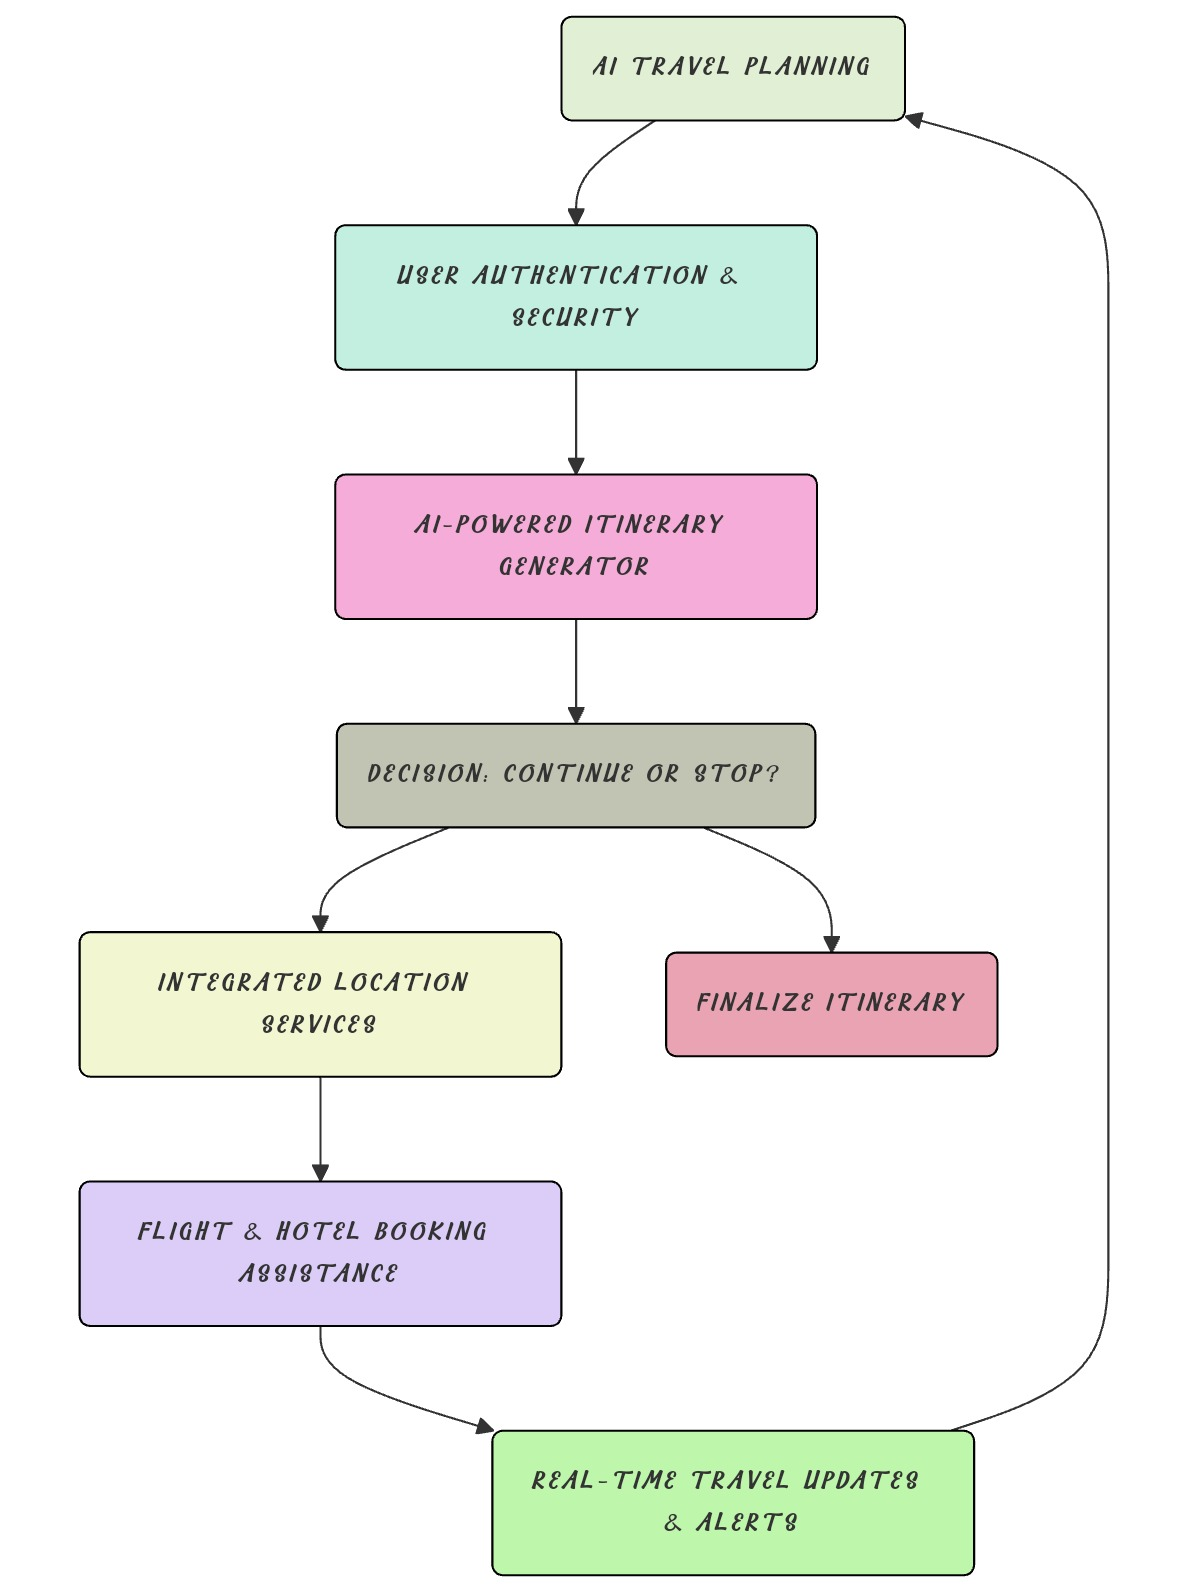 AI TRAVEL PLANNING
USER AUTHENTICATION &
SECURITY
AI-POWERED ITINERARY
GENERATOR
DECISION: CONTINUE OR STOP?
INTEGRATED LOCATION
SERVICES
FINALIZE ITINERARY
FLIGHT & HOTEL BOOKING
ASSISTANCE
REAL-TIME TRAVEL UPDATES
& ALERTS